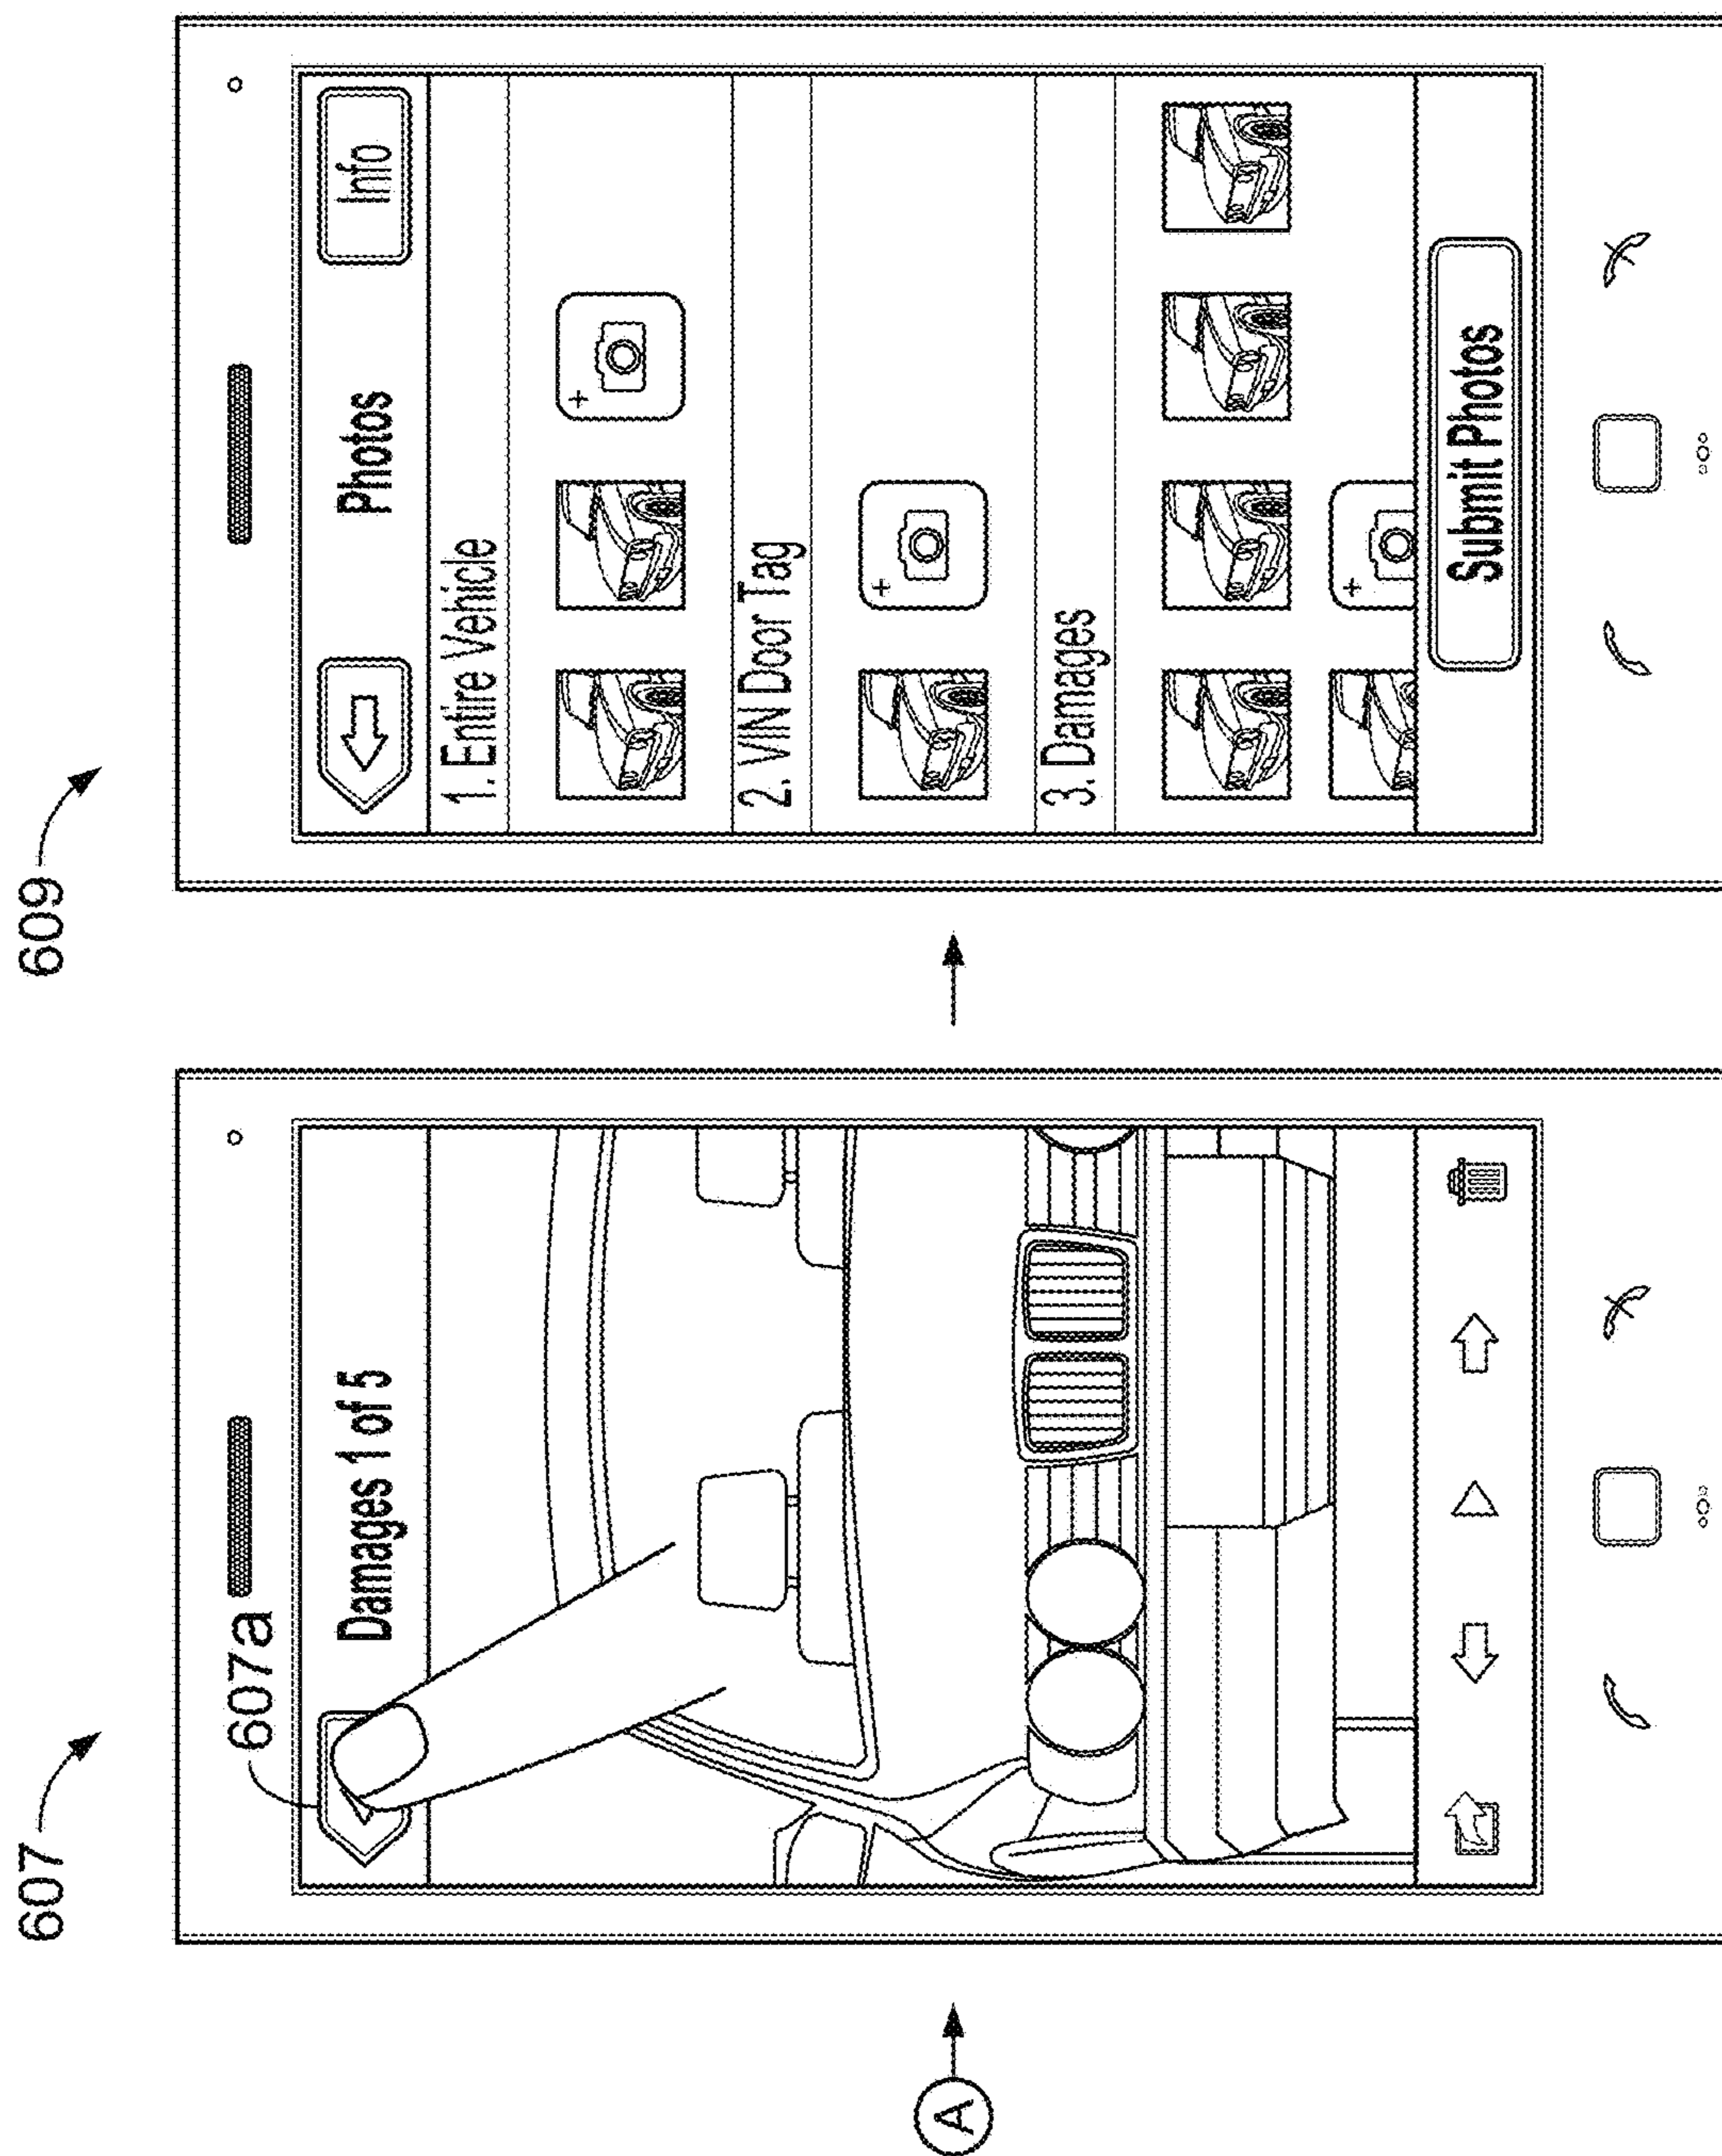 607
607a
Damages 1 of 5
A
609
Photos
Info
1. Entire Vehicle
+
2. VIN Door Tag
+
3. Damages
+
Submit Photos